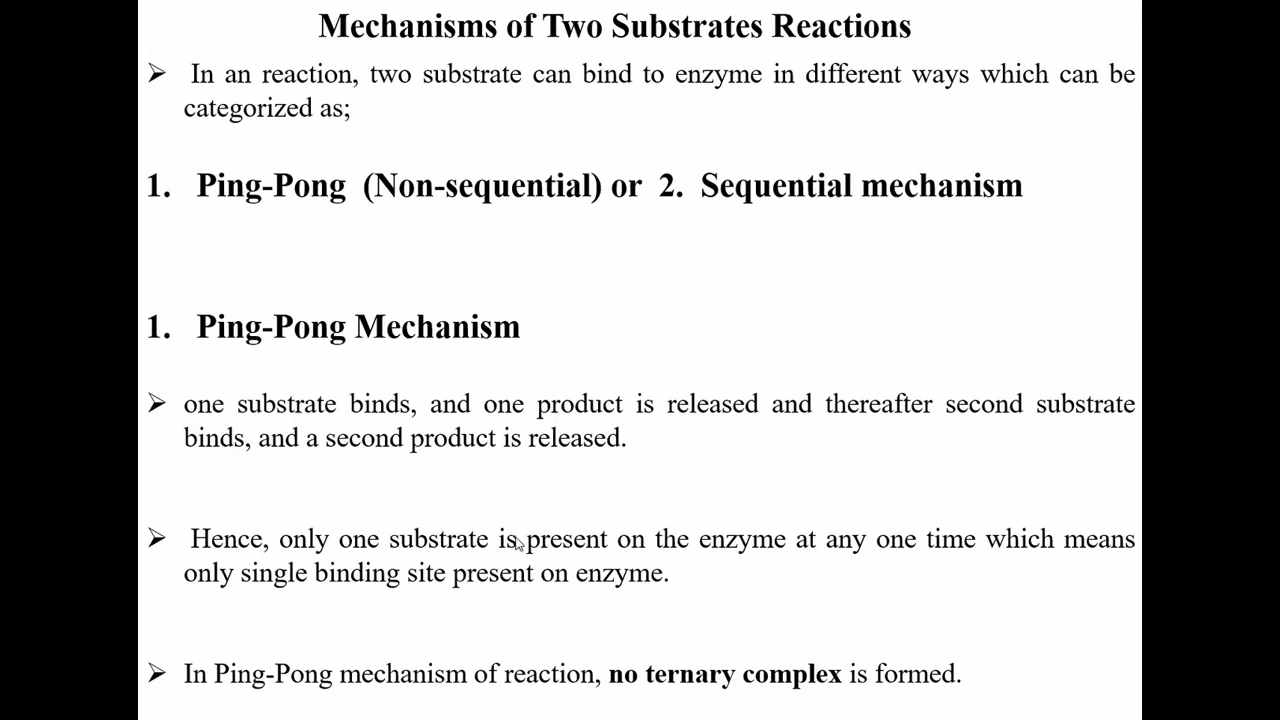 Mechanisms of Two Substrates Reactions
➢ In an reaction, two substrate can bind to enzyme in different ways which can be
categorized as;
1. Ping-Pong (Non-sequential) or 2. Sequential mechanism
1. Ping-Pong Mechanism
➢ one substrate binds, and one product is released and thereafter second substrate
binds, and a second product is released.
➢ Hence, only one substrate is present on the enzyme at any one time which means
only single binding site present on enzyme.
➢ In Ping-Pong mechanism of reaction, no ternary complex is formed.